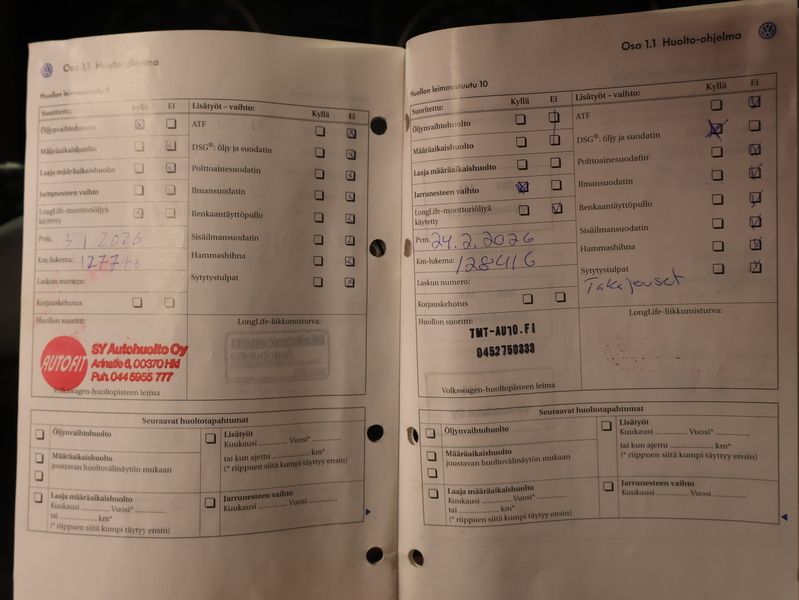 Osa 1.1 Huolto-ohjelma
Huollon leimausruutu 9
Suoritettu:
Kyllä
Ei
Lisätyöt – vaihto:
Kyllä
Ei
Öljynvaihtohuolto
ATF
Määräaikaishuolto
DSG®: öljy ja suodatin
Laaja määräaikaishuolto
Polttoainesuodatin
Jarrunesteen vaihto
Ilmansuodatin
LongLife-moottoriöljyä
käytetty
Renkaantäyttöpullo
Pvm.
Sisäilmansuodatin
Km-lukema:
Hammashihna
Laskun numero:
Sytytystulpat
Korjauskehotus
Huollon suoritti:
LongLife-liikkumisturva:
AUTOFIT
SY Autohuolto Oy
Arinatie 6, 00370 Hki
Puh. 044 5955 777
Volkswagen-huoltopisteen leima
Seuraavat huoltotapahtumat
Öljynvaihtohuolto
Lisätyöt
Kuukausi .............. Vuosi* ..............
Määräaikaishuolto
joustavan huoltovälinäytön mukaan
tai kun ajettu .................... km*
(* riippuen siitä kumpi täytyy ensin)
Laaja määräaikaishuolto
Kuukausi .............. Vuosi* ..............
tai .................... km*
(* riippuen siitä kumpi täytyy ensin)
Jarrunesteen vaihto
Kuukausi .............. Vuosi ..............
Osa 1.1 Huolto-ohjelma
Huollon leimausruutu 10
Suoritettu:
Kyllä
Ei
Lisätyöt – vaihto:
Kyllä
Ei
Öljynvaihtohuolto
ATF
Määräaikaishuolto
DSG®: öljy ja suodatin
Laaja määräaikaishuolto
Polttoainesuodatin
Jarrunesteen vaihto
Ilmansuodatin
LongLife-moottoriöljyä
käytetty
Renkaantäyttöpullo
Pvm. 24.2.2026
Sisäilmansuodatin
Km-lukema: 128416
Hammashihna
Laskun numero:
Sytytystulpat
Takajouset
Korjauskehotus
Huollon suoritti:
LongLife-liikkumisturva:
TMT-AUTO.FI
0452750333
Volkswagen-huoltopisteen leima
Seuraavat huoltotapahtumat
Öljynvaihtohuolto
Lisätyöt
Kuukausi .............. Vuosi* ..............
Määräaikaishuolto
joustavan huoltovälinäytön mukaan
tai kun ajettu .................... km*
(* riippuen siitä kumpi täytyy ensin)
Laaja määräaikaishuolto
Kuukausi .............. Vuosi* ..............
tai .................... km*
(* riippuen siitä kumpi täytyy ensin)
Jarrunesteen vaihto
Kuukausi .............. Vuosi ..............